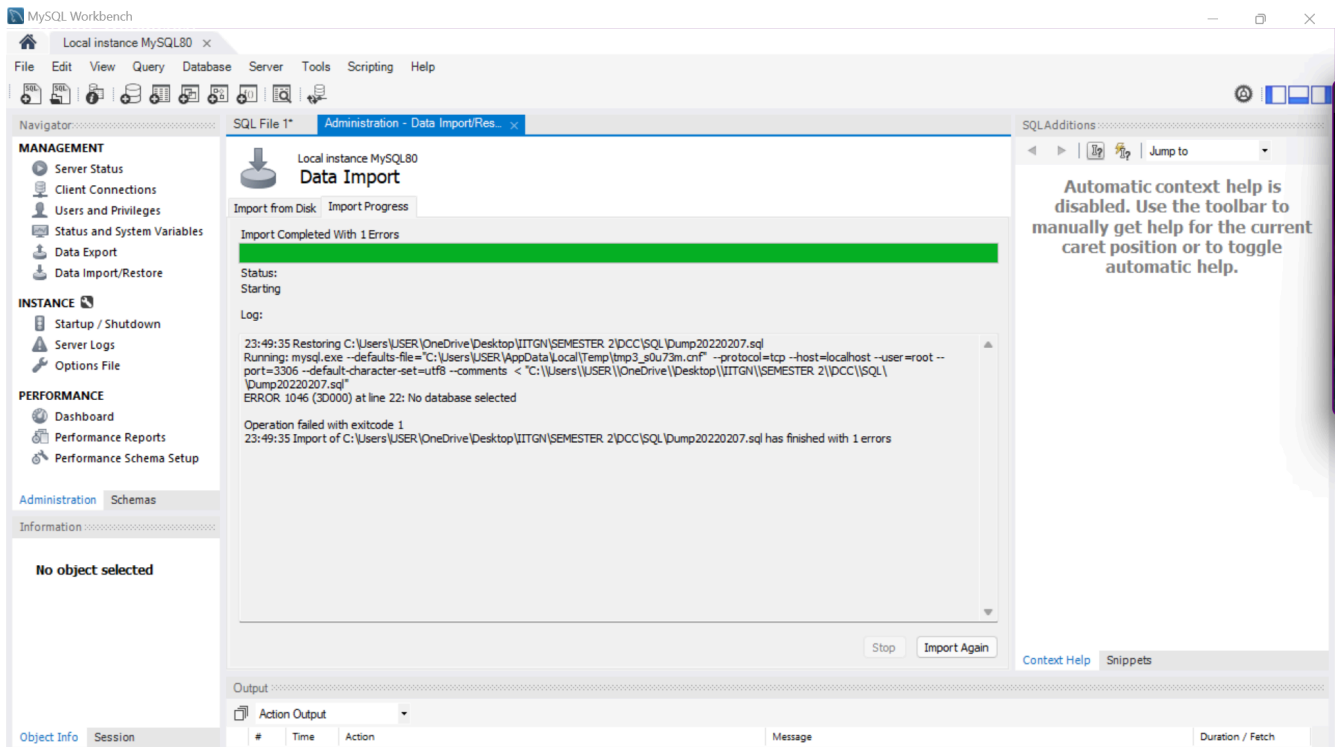 MySQL Workbench
Local instance MySQL80
File Edit View Query Database Server Tools Scripting Help
Navigator
MANAGEMENT
Server Status
Client Connections
Users and Privileges
Status and System Variables
Data Export
Data Import/Restore
INSTANCE
Startup / Shutdown
Server Logs
Options File
PERFORMANCE
Dashboard
Performance Reports
Performance Schema Setup
Administration Schemas
Information
No object selected
Object Info Session
SQL File 1* Administration - Data Import/Res...
Local instance MySQL80
Data Import
Import from Disk Import Progress
Import Completed With 1 Errors
Status:
Starting
Log:
23:49:35 Restoring C:\Users\USER\OneDrive\Desktop\IITGN\SEMESTER 2\DCC\SQL\Dump20220207.sql
Running: mysql.exe --defaults-file="C:\Users\USER\AppData\Local\Temp\tmp3_s0u73m.cnf" --protocol=tcp --host=localhost --user=root --
port=3306 --default-character-set=utf8 --comments < "C:\\Users\\USER\\OneDrive\\Desktop\\IITGN\\SEMESTER 2\\DCC\\SQL\
\Dump20220207.sql"
ERROR 1046 (3D000) at line 22: No database selected
Operation failed with exitcode 1
23:49:35 Import of C:\Users\USER\OneDrive\Desktop\IITGN\SEMESTER 2\DCC\SQL\Dump20220207.sql has finished with 1 errors
Stop Import Again
Output
Action Output
# Time Action Message Duration / Fetch
SQLAdditions
Jump to
Automatic context help is
disabled. Use the toolbar to
manually get help for the current
caret position or to toggle
automatic help.
Context Help Snippets